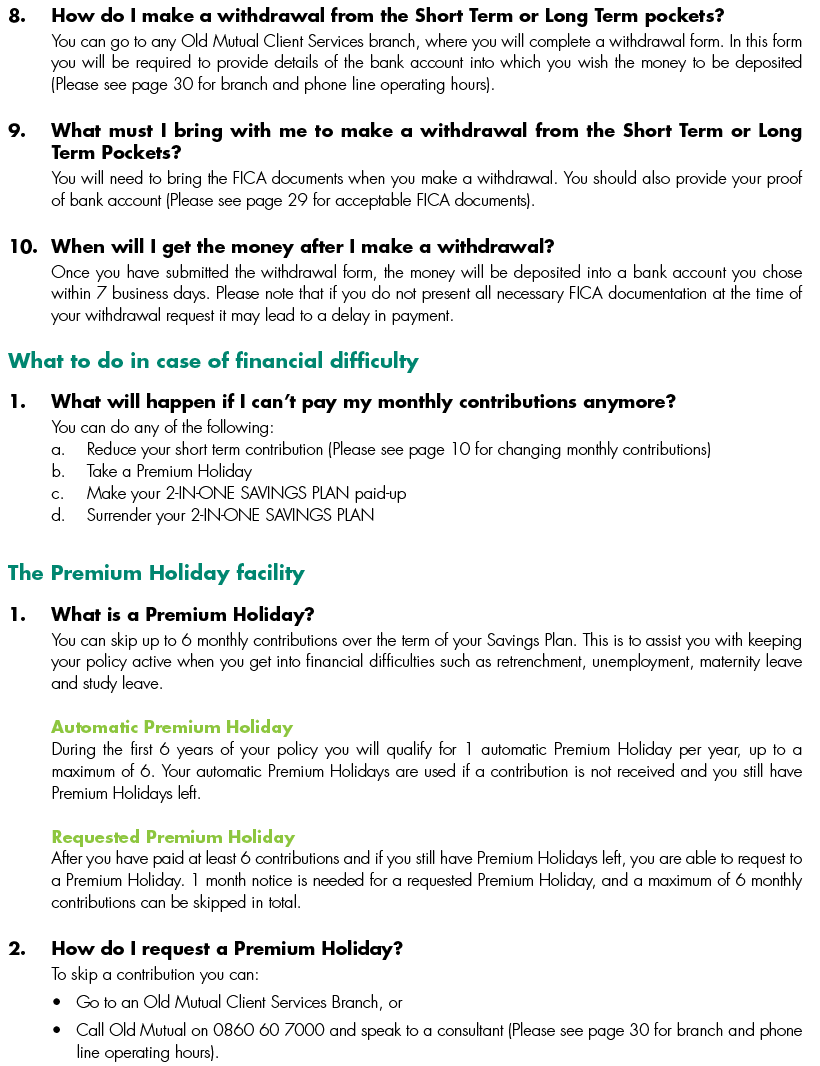 8. How do I make a withdrawal from the Short Term or Long Term pockets?
You can go to any Old Mutual Client Services branch, where you will complete a withdrawal form. In this form
you will be required to provide details of the bank account into which you wish the money to be deposited
(Please see page 30 for branch and phone line operating hours).
9. What must I bring with me to make a withdrawal from the Short Term or Long
Term Pockets?
You will need to bring the FICA documents when you make a withdrawal. You should also provide your proof
of bank account (Please see page 29 for acceptable FICA documents).
10. When will I get the money after I make a withdrawal?
Once you have submitted the withdrawal form, the money will be deposited into a bank account you chose
within 7 business days. Please note that if you do not present all necessary FICA documentation at the time of
your withdrawal request it may lead to a delay in payment.
What to do in case of financial difficulty
1. What will happen if I can't pay my monthly contributions anymore?
You can do any of the following:
a. Reduce your short term contribution (Please see page 10 for changing monthly contributions)
b. Take a Premium Holiday
c. Make your 2-IN-ONE SAVINGS PLAN paid-up
d. Surrender your 2-IN-ONE SAVINGS PLAN
The Premium Holiday facility
1. What is a Premium Holiday?
You can skip up to 6 monthly contributions over the term of your Savings Plan. This is to assist you with keeping
your policy active when you get into financial difficulties such as retrenchment, unemployment, maternity leave
and study leave.
Automatic Premium Holiday
During the first 6 years of your policy you will qualify for 1 automatic Premium Holiday per year, up to a
maximum of 6. Your automatic Premium Holidays are used if a contribution is not received and you still have
Premium Holidays left.
Requested Premium Holiday
After you have paid at least 6 contributions and if you still have Premium Holidays left, you are able to request to
a Premium Holiday. 1 month notice is needed for a requested Premium Holiday, and a maximum of 6 monthly
contributions can be skipped in total.
2. How do I request a Premium Holiday?
To skip a contribution you can:
• Go to an Old Mutual Client Services Branch, or
• Call Old Mutual on 0860 60 7000 and speak to a consultant (Please see page 30 for branch and phone
line operating hours).